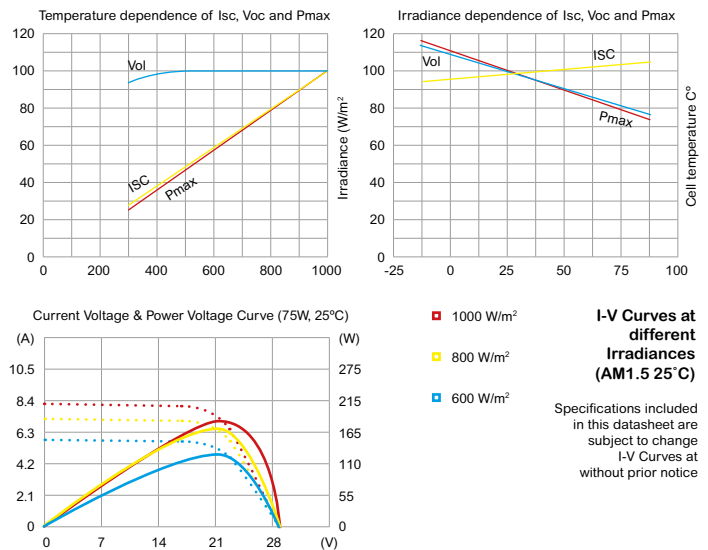 Temperature dependence of Isc, Voc and Pmax
120
100
80
60
40
20
0
0 200 400 600 800 1000
Vol
ISC
Pmax
Irradiance (W/m²
Irradiance dependence of Isc, Voc and Pmax
120
100
80
60
40
20
0
-25 0 25 50 75 100
Vol
ISC
Pmax
Cell temperature C°
Current Voltage & Power Voltage Curve (75W, 25ºC)
(A) (W)
10.5 275
8.4 215
6.3 165
4.2 110
2.1 55
0 0
0 7 14 21 28 (V)
1000 W/m²
800 W/m²
600 W/m²
I-V Curves at
different
Irradiances
(AM1.5 25˚C)
Specifications included
in this datasheet are
subject to change
I-V Curves at
without prior notice